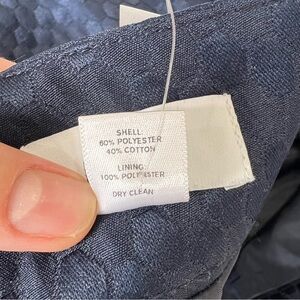 SHELL:
60% POLYESTER
40% COTTON
LINING:
100% POLYESTER
DRY CLEAN